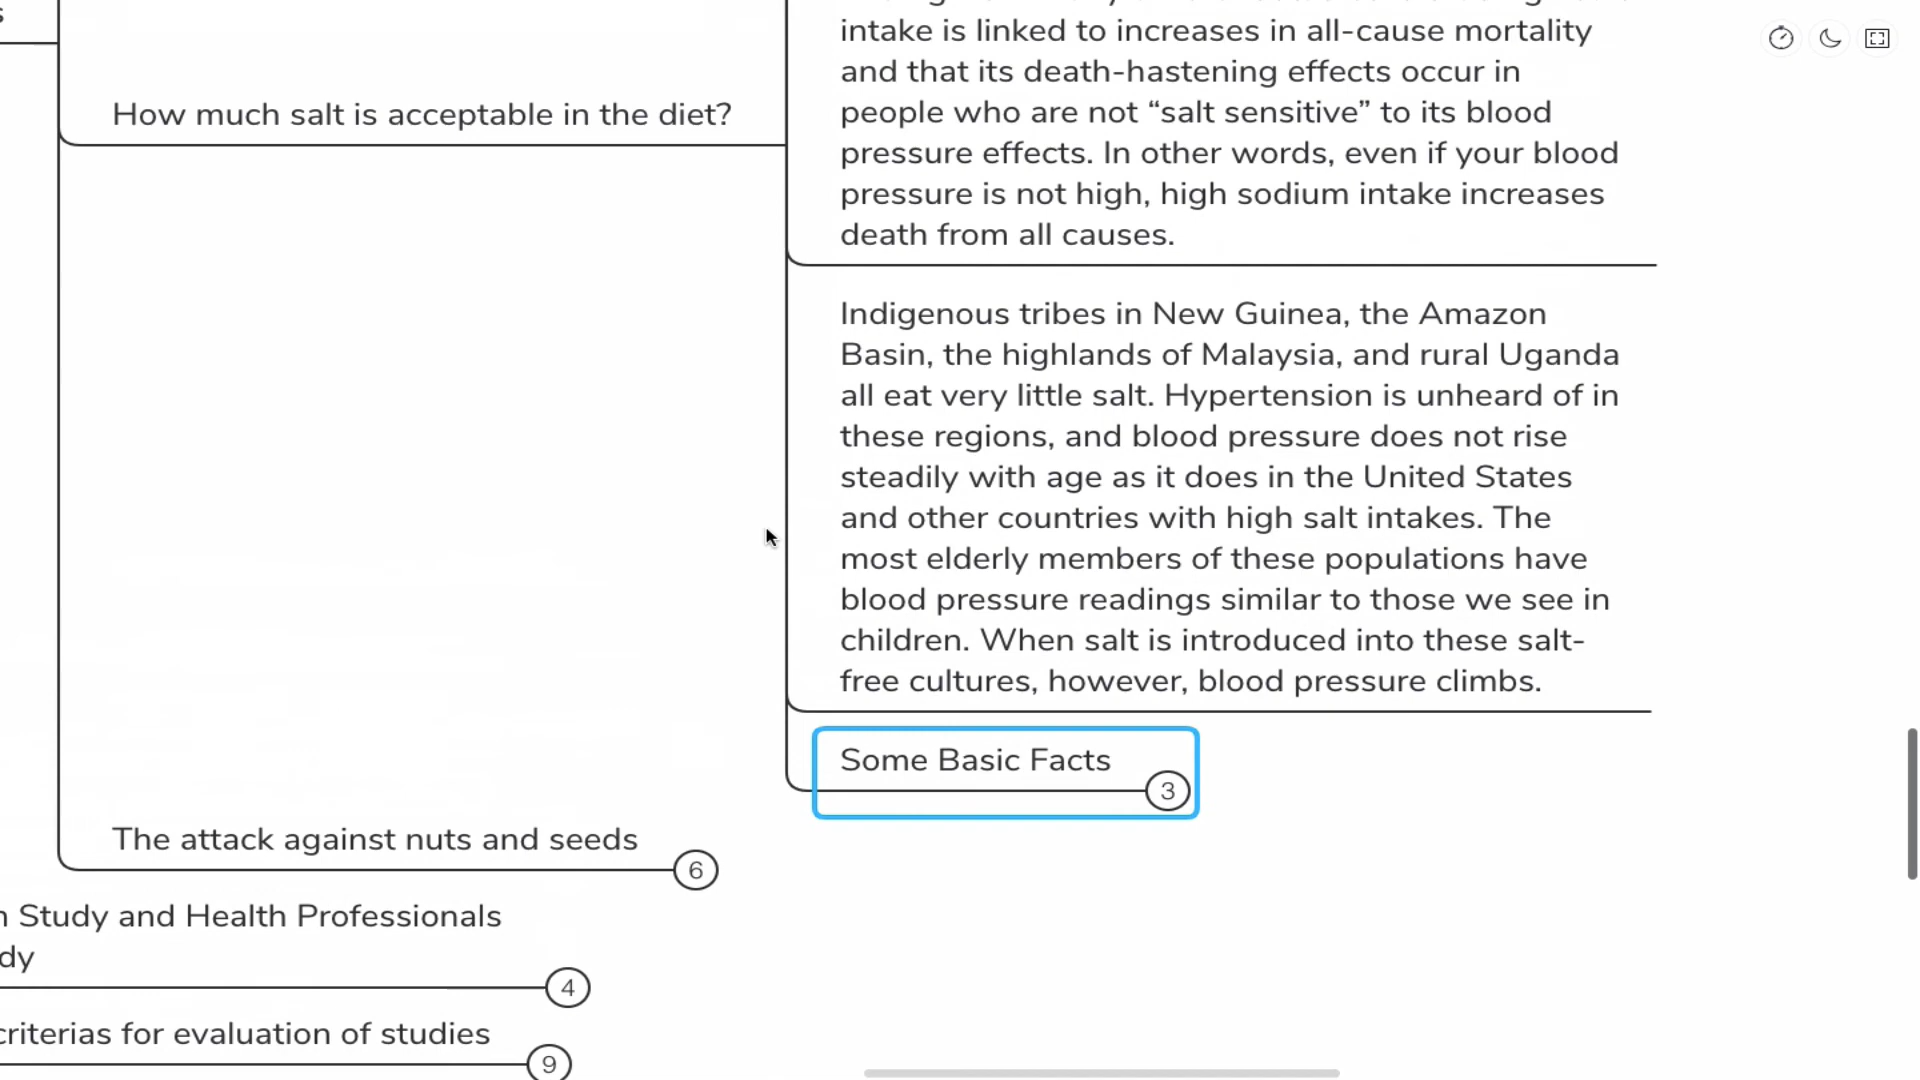 intake is linked to increases in all-cause mortality
and that its death-hastening effects occur in
people who are not “salt sensitive” to its blood
pressure effects. In other words, even if your blood
pressure is not high, high sodium intake increases
death from all causes.
How much salt is acceptable in the diet?
Indigenous tribes in New Guinea, the Amazon
Basin, the highlands of Malaysia, and rural Uganda
all eat very little salt. Hypertension is unheard of in
these regions, and blood pressure does not rise
steadily with age as it does in the United States
and other countries with high salt intakes. The
most elderly members of these populations have
blood pressure readings similar to those we see in
children. When salt is introduced into these salt-
free cultures, however, blood pressure climbs.
Some Basic Facts
3
The attack against nuts and seeds
6
Study and Health Professionals
dy
4
criterias for evaluation of studies
9